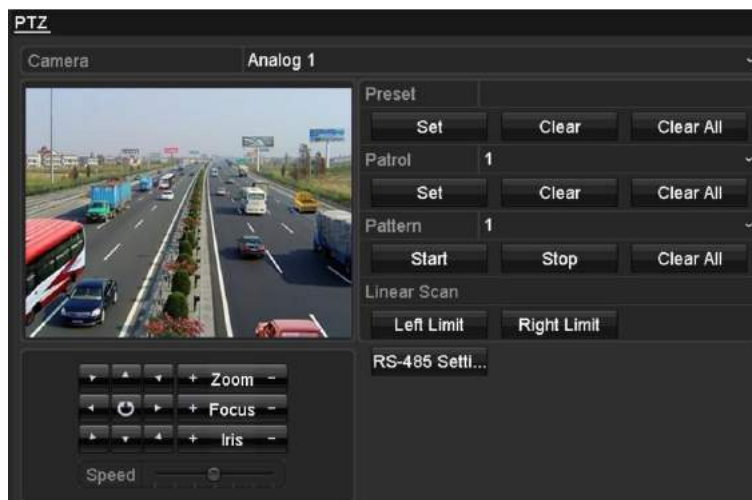 PTZ
Camera Analog 1
Preset
Set Clear Clear All
Patrol 1
Set Clear Clear All
Pattern 1
Start Stop Clear All
Linear Scan
Left Limit Right Limit
RS-485 Setti...
+ Zoom -
+ Focus -
+ Iris -
Speed